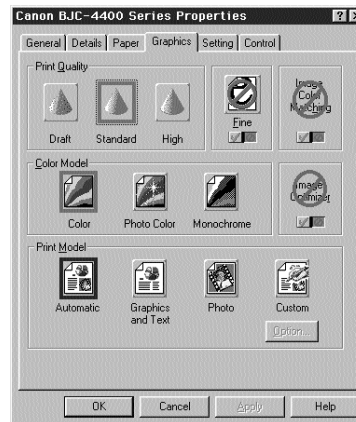 Canon BJC-4400 Series Properties
General Details Paper Graphics Setting Control
Print Quality
Draft Standard High
Fine
Image Color Matching
Color Model
Color Photo Color Monochrome
Image Optimizer
Print Model
Automatic Graphics and Text Photo Custom
Option...
OK Cancel Apply Help